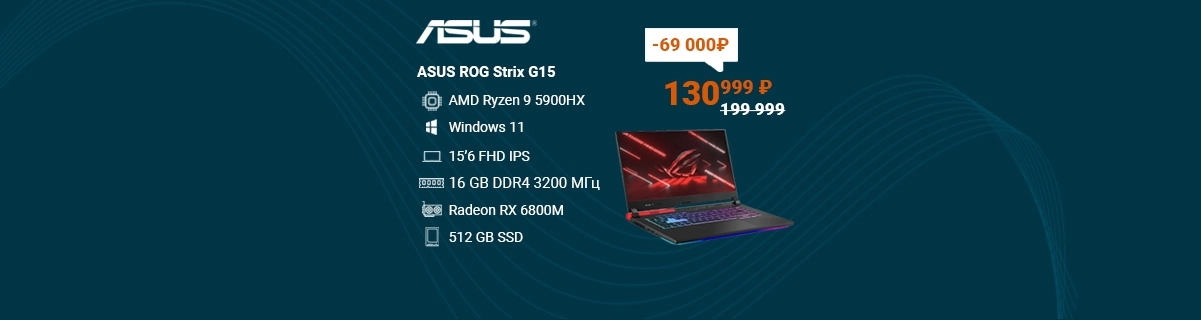 ASUS
ASUS ROG Strix G15
AMD Ryzen 9 5900HX
Windows 11
15’6 FHD IPS
16 GB DDR4 3200 МГц
Radeon RX 6800M
512 GB SSD
-69 000₽
130 999 ₽
199 999